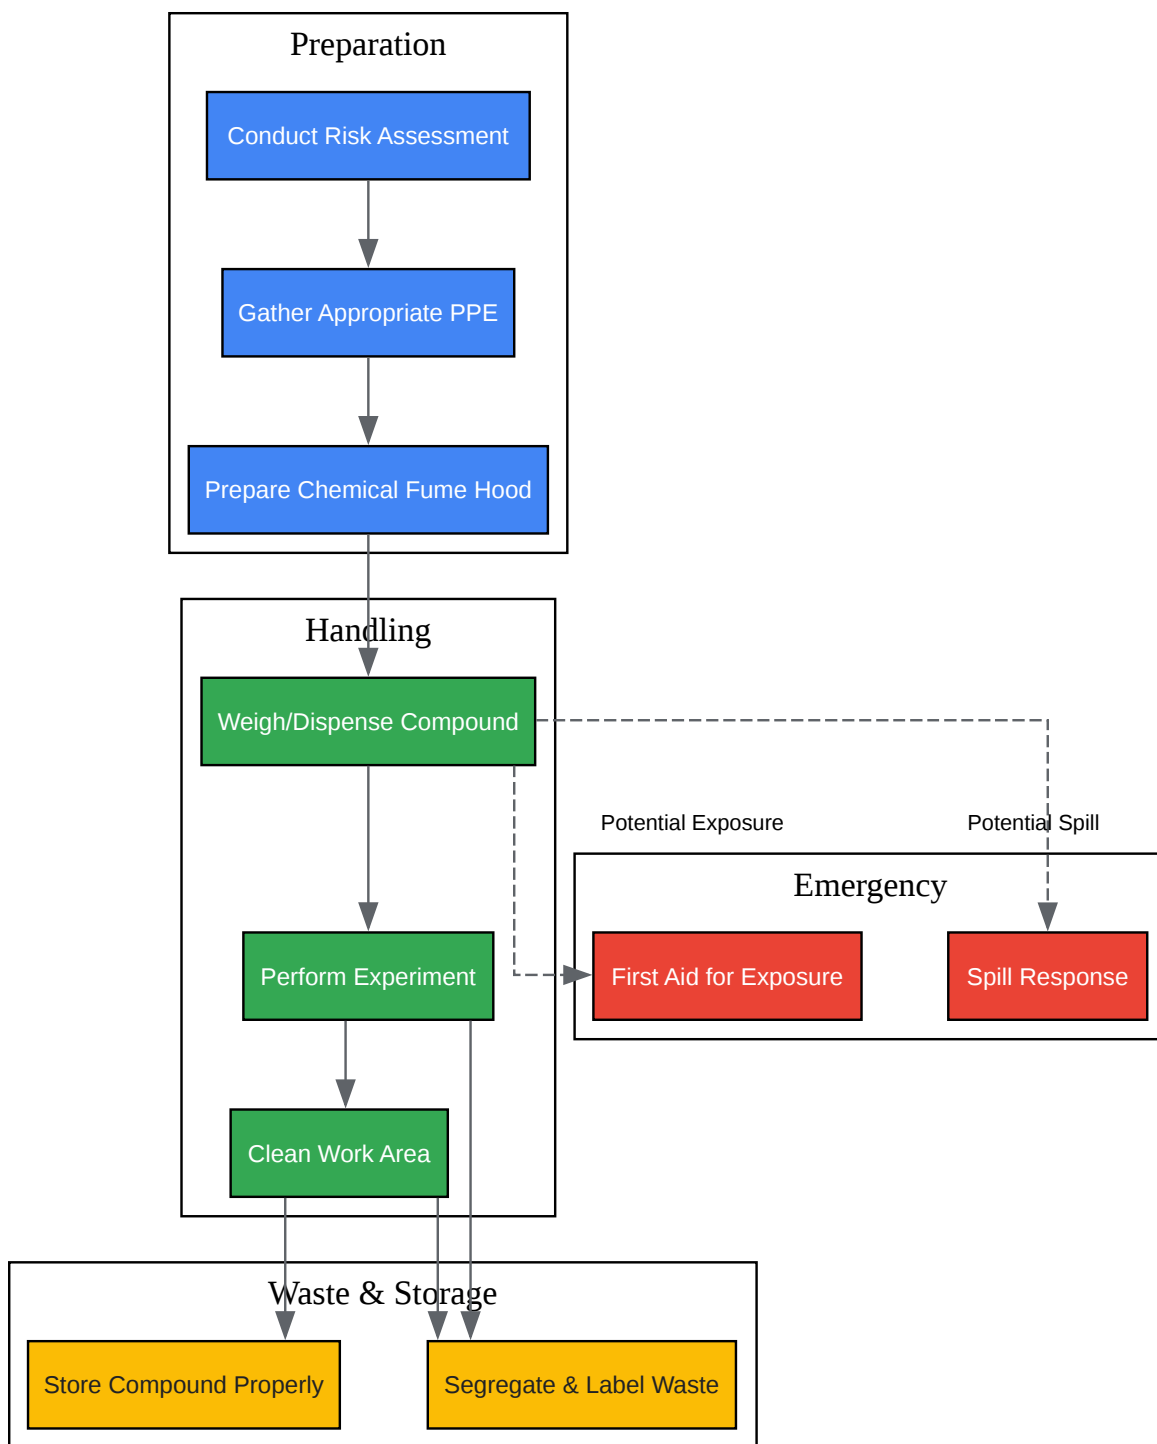 Preparation
Conduct Risk Assessment
Gather Appropriate PPE
Prepare Chemical Fume Hood
Handling
Weigh/Dispense Compound
Potential Exposure
Potential Spill
Emergency
Perform Experiment
First Aid for Exposure
Spill Response
Clean Work Area
Waste & Storage
Store Compound Properly
Segregate & Label Waste